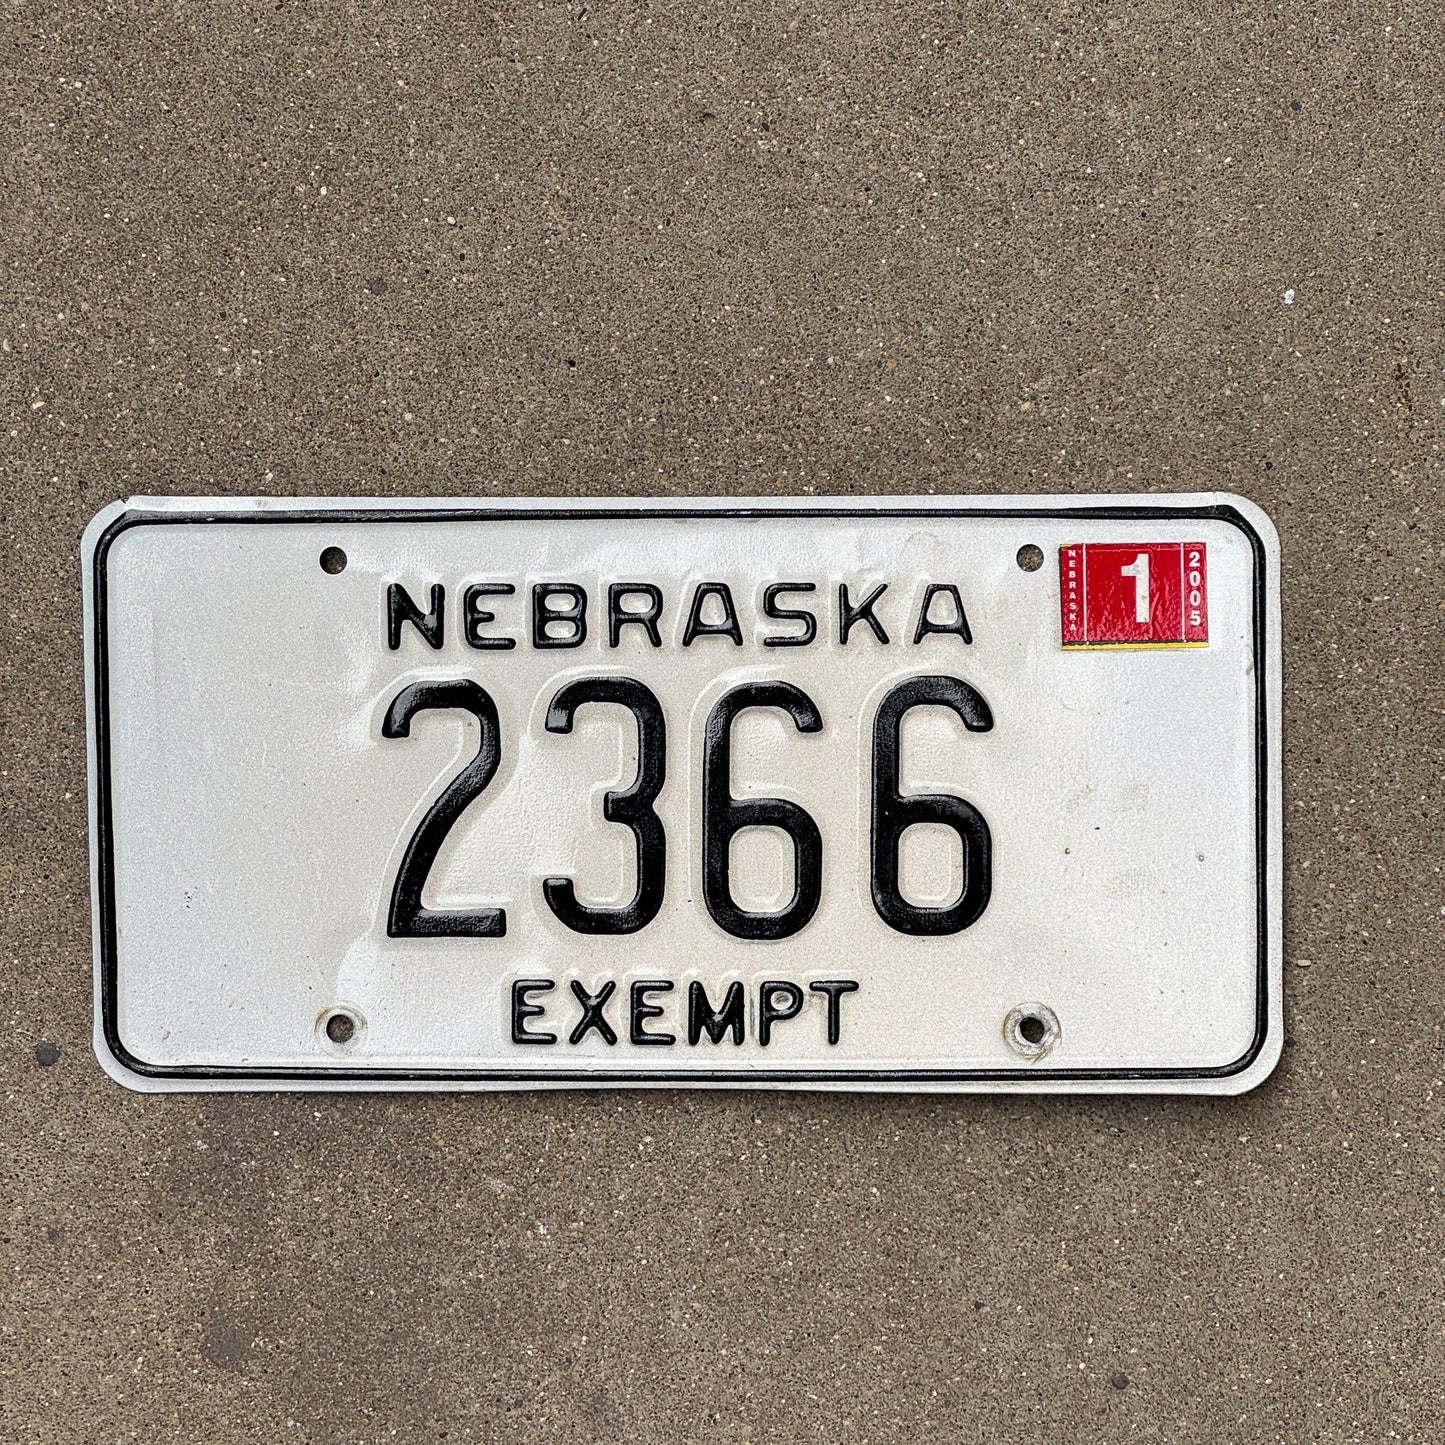 NEBRASKA
NEBRASKA 1 2005
2366
EXEMPT